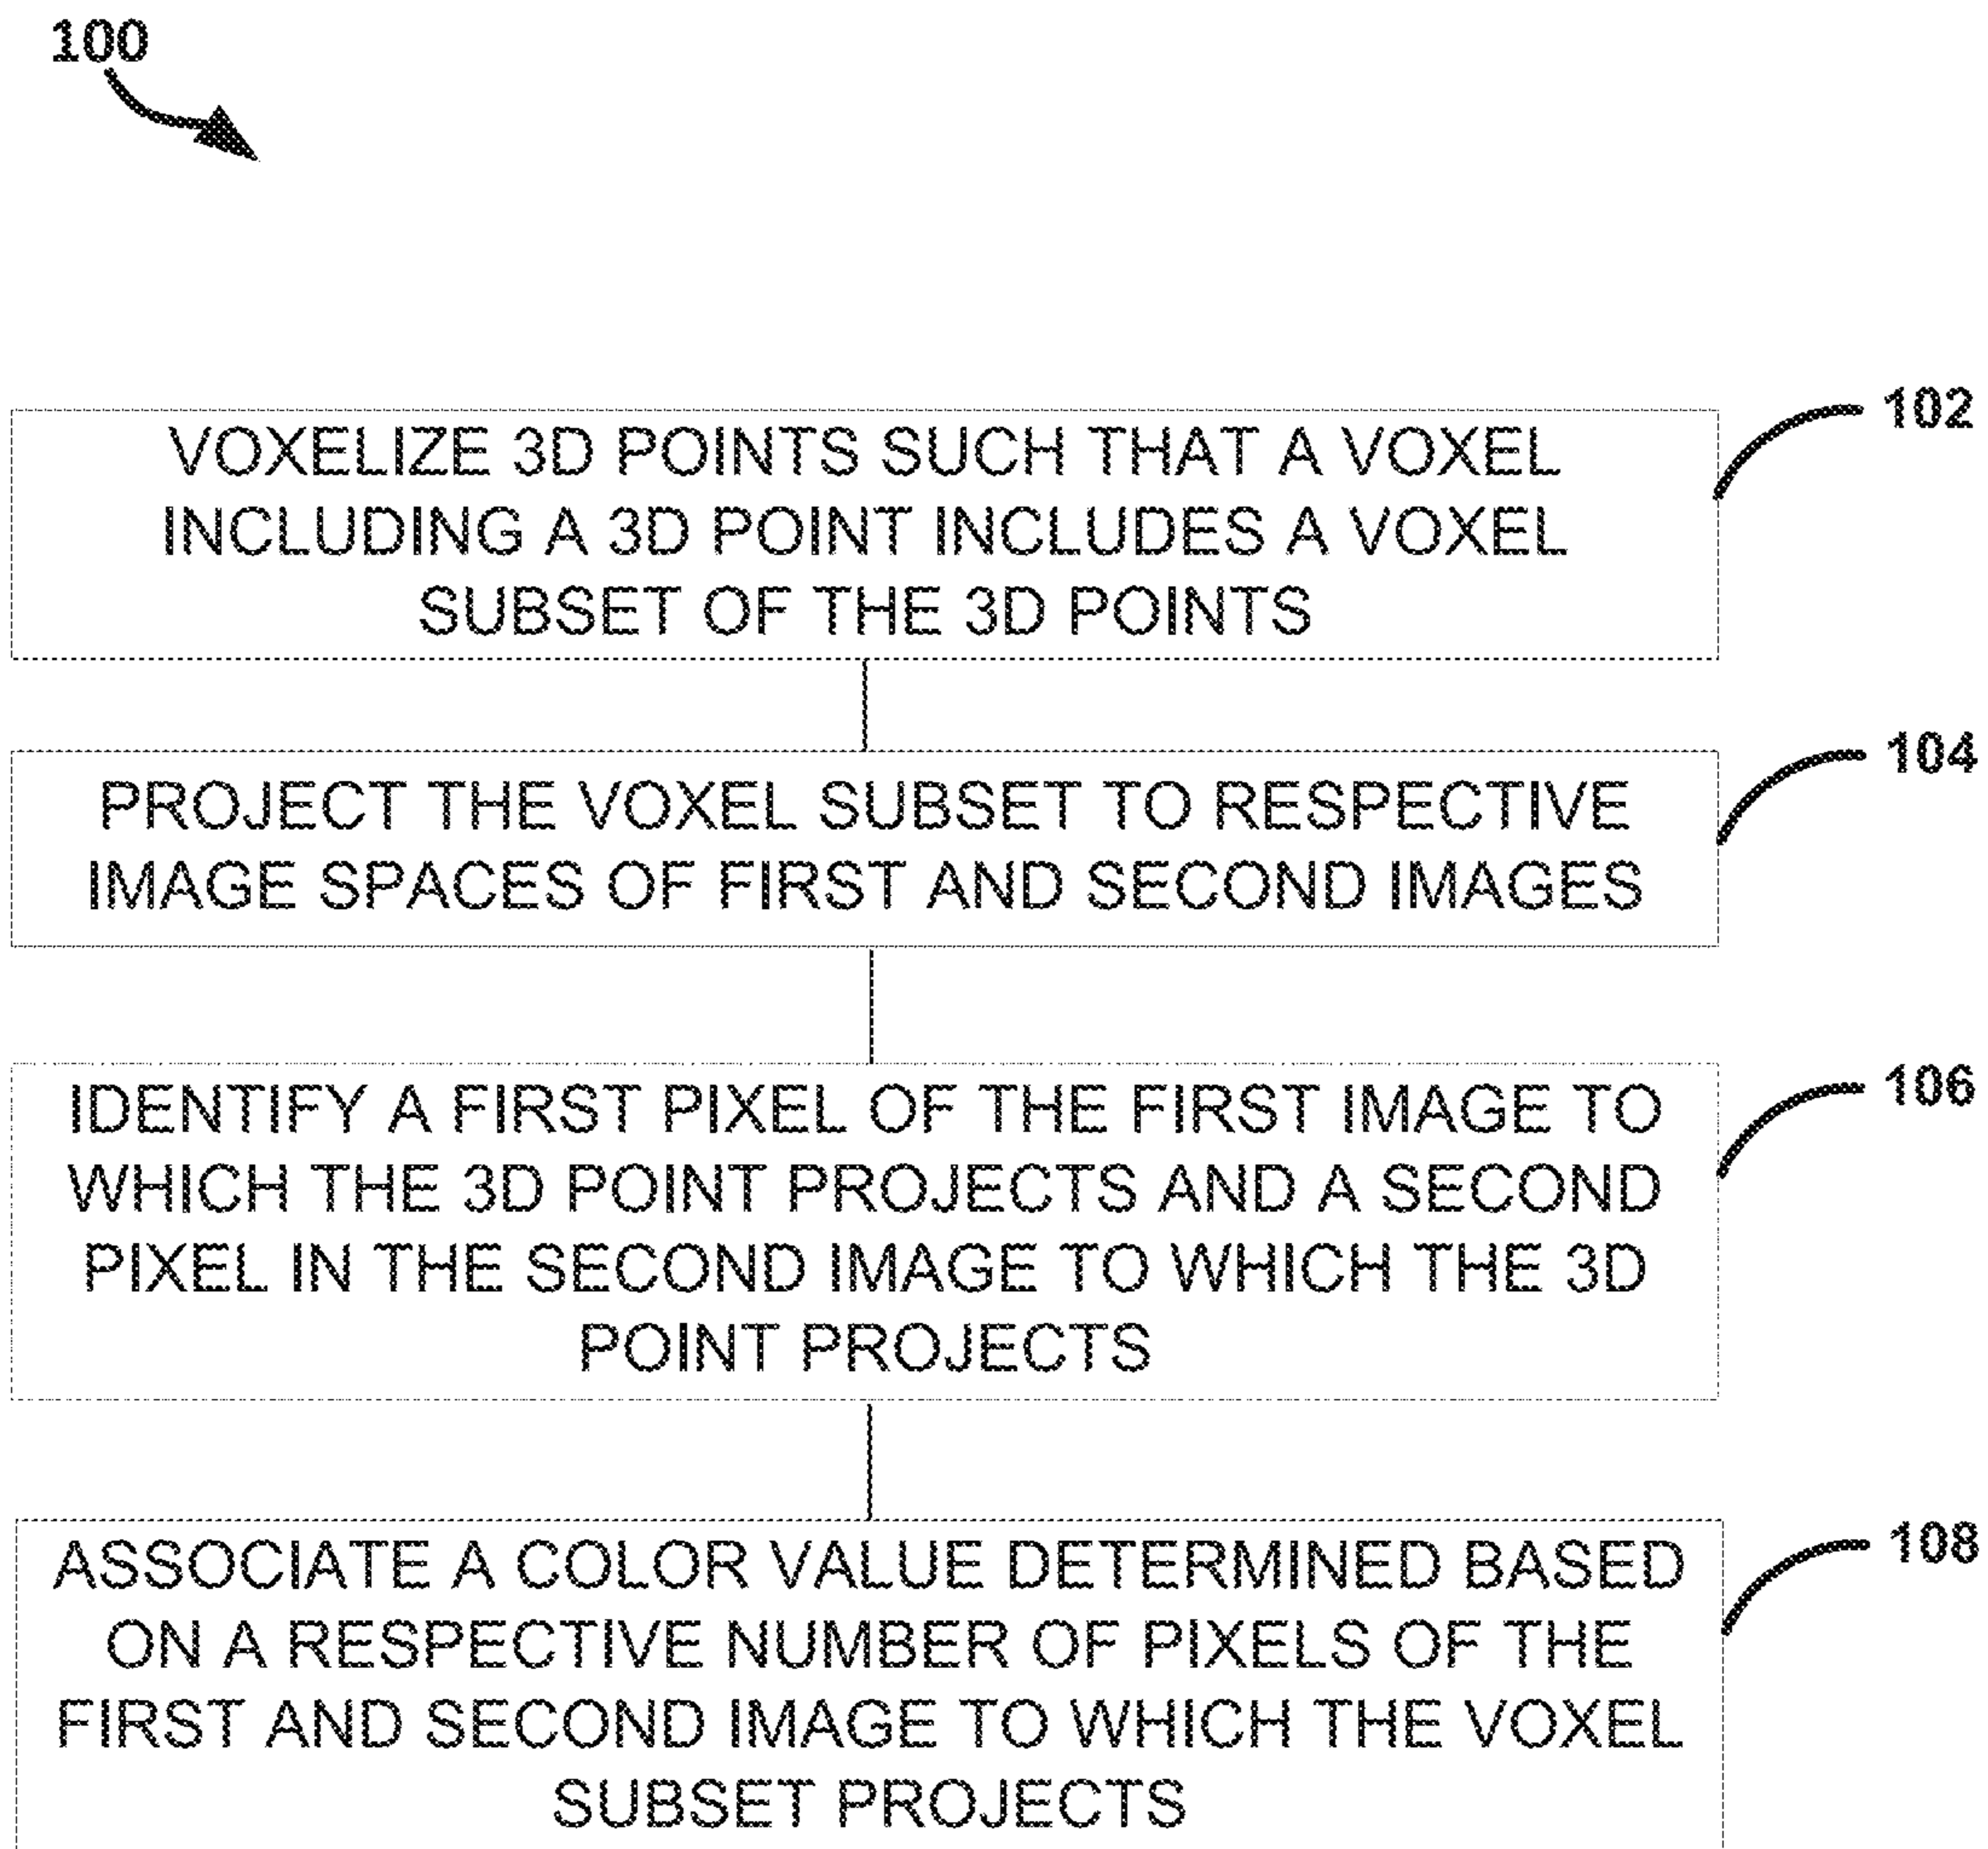 100
102
VOXELIZE 3D POINTS SUCH THAT A VOXEL
INCLUDING A 3D POINT INCLUDES A VOXEL
SUBSET OF THE 3D POINTS
104
PROJECT THE VOXEL SUBSET TO RESPECTIVE
IMAGE SPACES OF FIRST AND SECOND IMAGES
106
IDENTIFY A FIRST PIXEL OF THE FIRST IMAGE TO
WHICH THE 3D POINT PROJECTS AND A SECOND
PIXEL IN THE SECOND IMAGE TO WHICH THE 3D
POINT PROJECTS
108
ASSOCIATE A COLOR VALUE DETERMINED BASED
ON A RESPECTIVE NUMBER OF PIXELS OF THE
FIRST AND SECOND IMAGE TO WHICH THE VOXEL
SUBSET PROJECTS